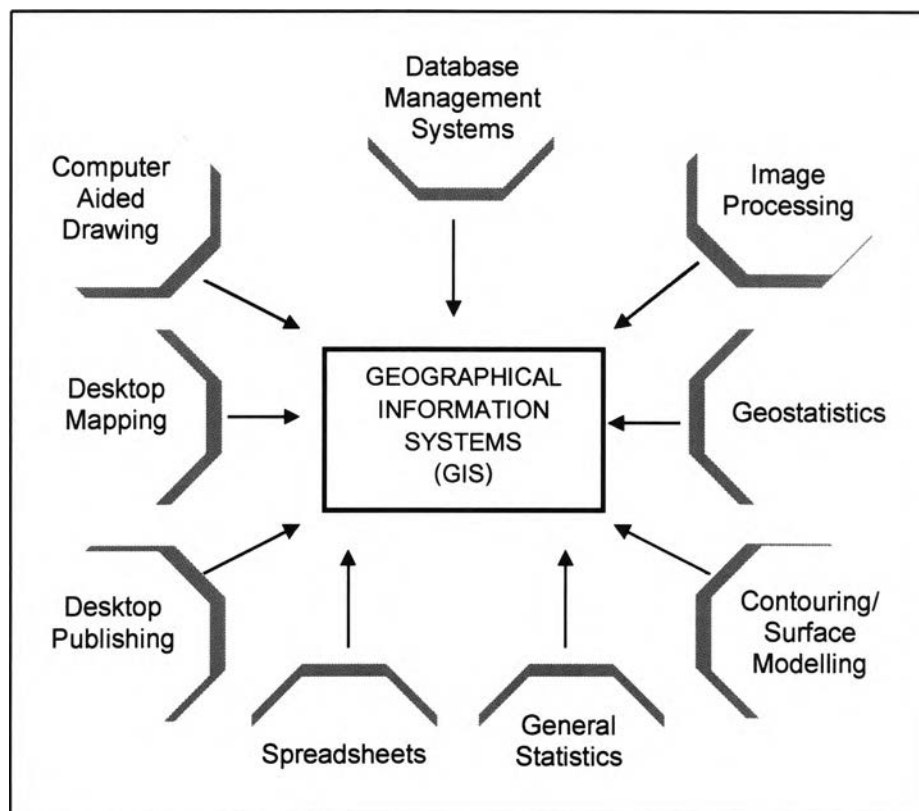 Database
Management
Systems
Computer
Aided
Drawing
Image
Processing
Desktop
Mapping
GEOGRAPHICAL
INFORMATION
SYSTEMS
(GIS)
Geostatistics
Desktop
Publishing
Contouring/
Surface
Modelling
Spreadsheets
General
Statistics